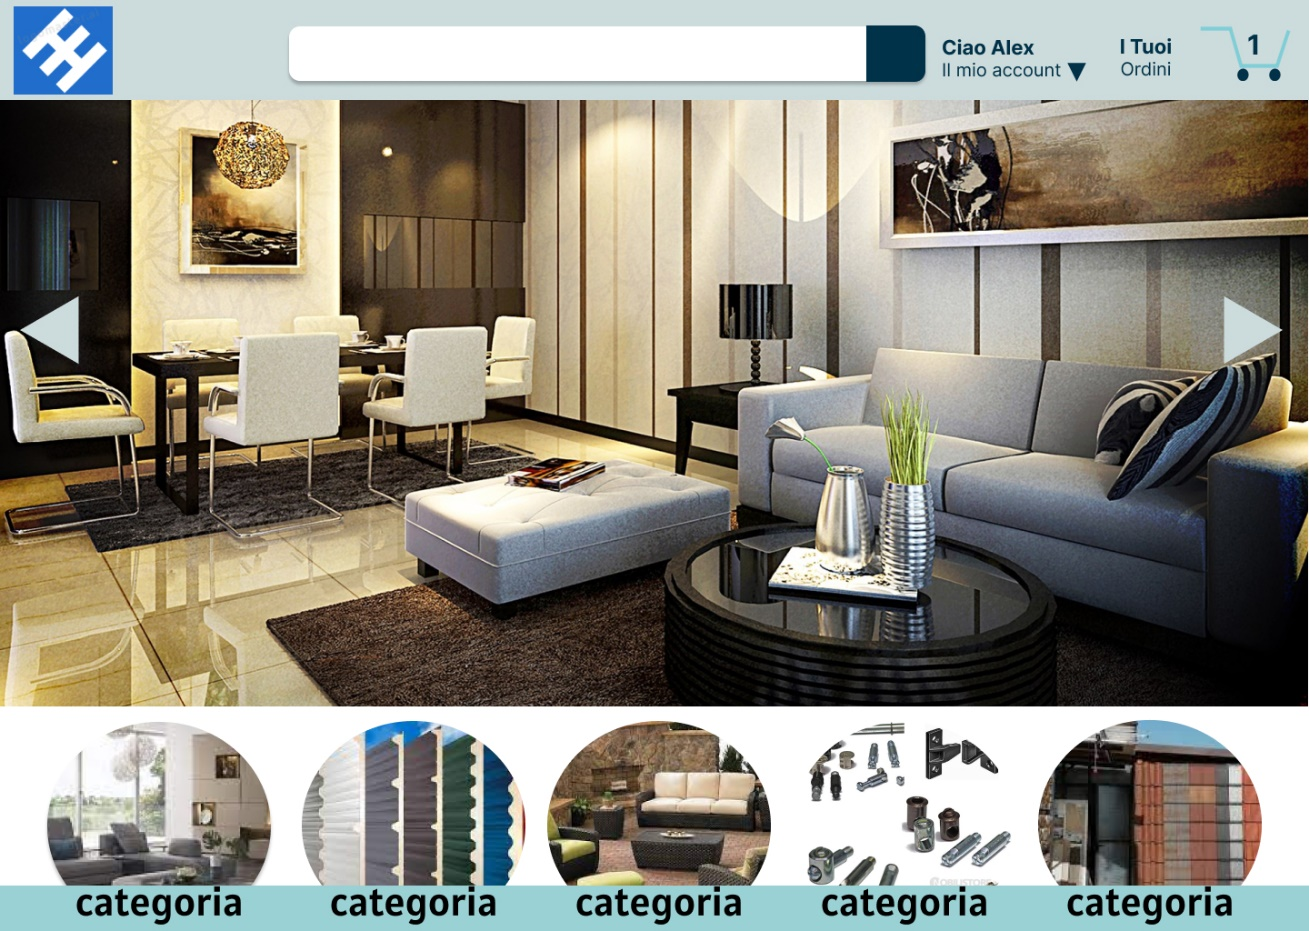 Ciao Alex
Il mio account
I Tuoi
Ordini
1
categoria
categoria
categoria
categoria
categoria